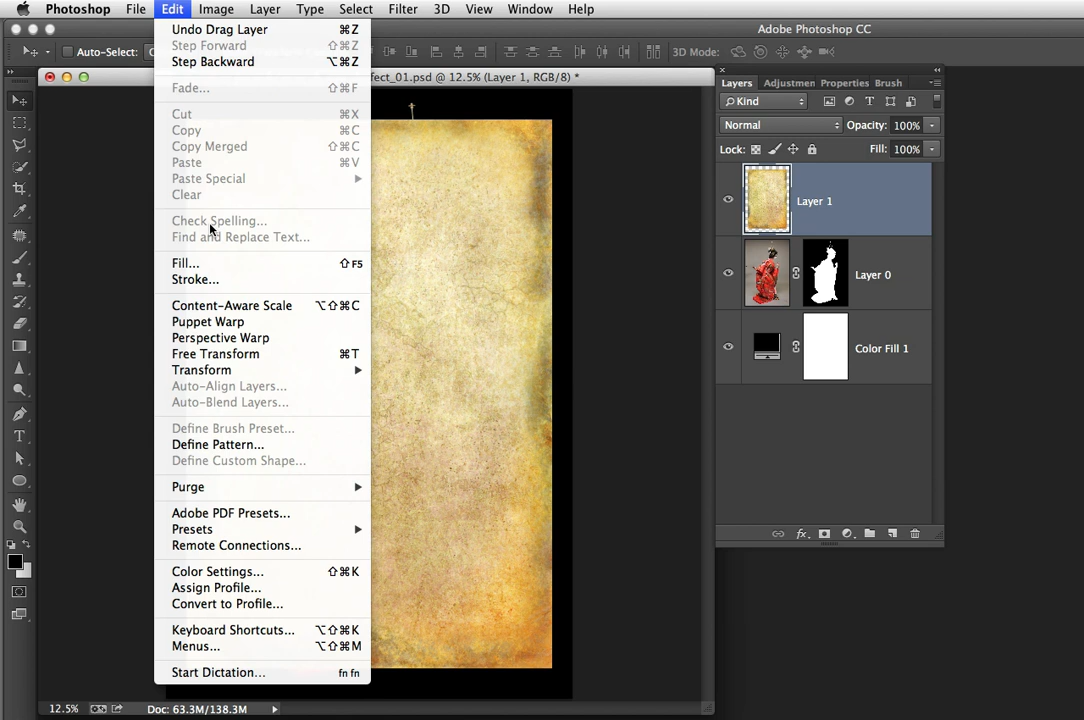 Photoshop File Edit Image Layer Type Select Filter 3D View Window Help
Adobe Photoshop CC
Auto-Select:
3D Mode:
fect_01.psd @ 12.5% (Layer 1, RGB/8) *
Undo Drag Layer ⌘Z
Step Forward ⇧⌘Z
Step Backward ⌥⌘Z
Fade... ⇧⌘F
Cut ⌘X
Copy ⌘C
Copy Merged ⇧⌘C
Paste ⌘V
Paste Special
Clear
Check Spelling...
Find and Replace Text...
Fill... ⇧F5
Stroke...
Content-Aware Scale ⌥⇧⌘C
Puppet Warp
Perspective Warp
Free Transform ⌘T
Transform
Auto-Align Layers...
Auto-Blend Layers...
Define Brush Preset...
Define Pattern...
Define Custom Shape...
Purge
Adobe PDF Presets...
Presets
Remote Connections...
Color Settings... ⇧⌘K
Assign Profile...
Convert to Profile...
Keyboard Shortcuts... ⌥⇧⌘K
Menus... ⌥⇧⌘M
Start Dictation... fn fn
Layers Adjustmen Properties Brush
Kind
Normal Opacity: 100%
Lock: Fill: 100%
Layer 1
Layer 0
Color Fill 1
12.5% Doc: 63.3M/138.3M